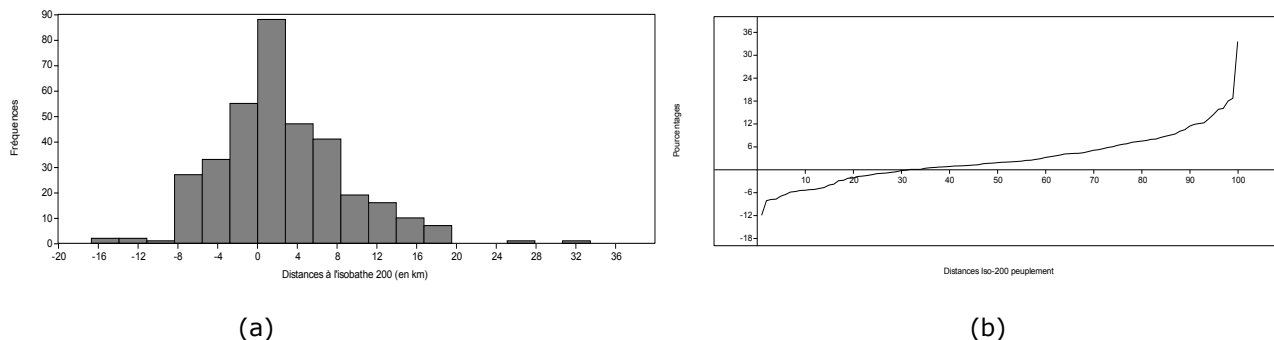 90
80
70
60
50
40
30
20
10
0
Fréquences
-20 -16 -12 -8 -4 0 4 8 12 16 20 24 28 32 36
Distances à l'isobathe 200 (en km)
(a)
36
30
24
18
12
6
-6
-12
-18
Pourcentages
10 20 30 40 50 60 70 80 90 100
Distances Iso-200 peuplement
(b)